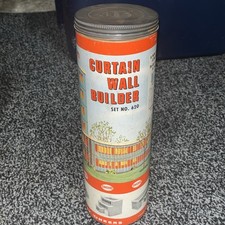 CURTAIN
WALL
BUILDER
SET NO. 630